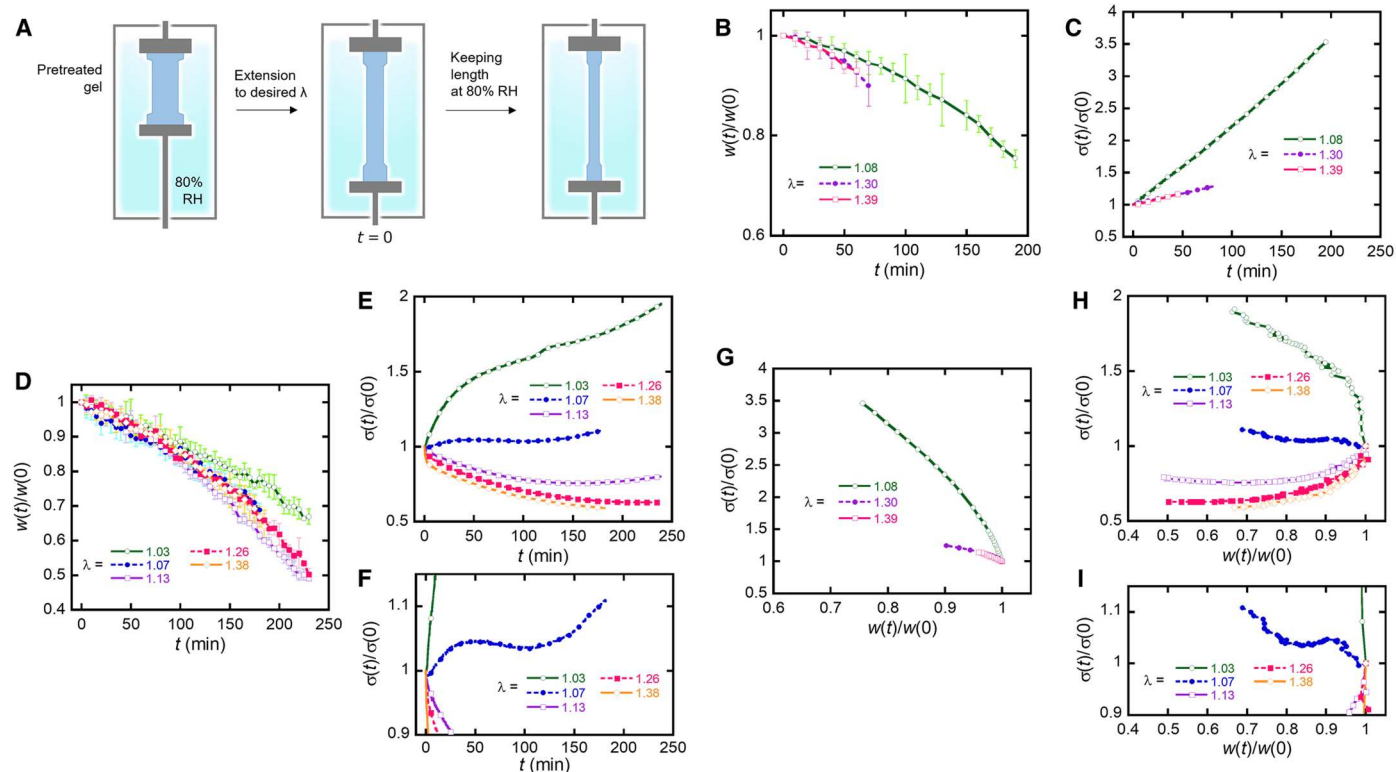 A
Pretreated
gel
80%
RH
Extension
to desired λ
t = 0
Keeping
length
at 80% RH
B
w(t)/w(0)
1
0.8
0.6
λ=
1.08
1.30
1.39
0
50
100
150
200
t (min)
C
σ(t)/σ(0)
4
3.5
3
2.5
2
1.5
1
0.5
λ =
1.08
1.30
1.39
0
50
100
150
200
250
t (min)
D
w(t)/w(0)
1
0.9
0.8
0.7
0.6
0.5
0.4
λ =
1.03
1.26
1.07
1.38
1.13
0
50
100
150
200
250
t (min)
E
σ(t)/σ(0)
2
1.5
1
0.5
λ =
1.03
1.26
1.07
1.38
1.13
0
50
100
150
200
250
t (min)
F
σ(t)/σ(0)
1.1
1
0.9
λ =
1.03
1.26
1.07
1.38
1.13
0
50
100
150
200
250
t (min)
G
σ(t)/σ(0)
4
3.5
3
2.5
2
1.5
1
0.5
λ =
1.08
1.30
1.39
0.6
0.7
0.8
0.9
1
w(t)/w(0)
H
σ(t)/σ(0)
2
1.5
1
0.5
λ =
1.03
1.26
1.07
1.38
1.13
0.4
0.5
0.6
0.7
0.8
0.9
1
w(t)/w(0)
I
σ(t)/σ(0)
1.1
1
0.9
λ =
1.03
1.26
1.07
1.38
1.13
0.4
0.5
0.6
0.7
0.8
0.9
1
w(t)/w(0)